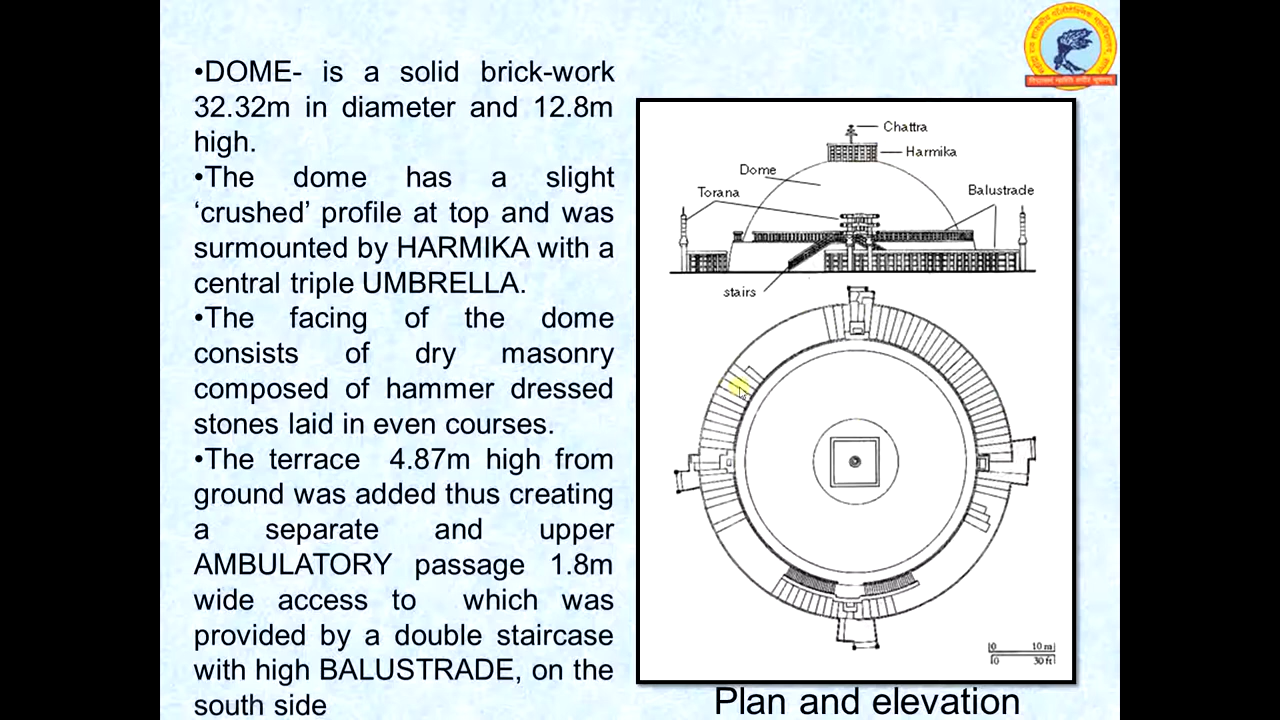 •DOME- is a solid brick-work
32.32m in diameter and 12.8m
high.
•The dome has a slight
‘crushed’ profile at top and was
surmounted by HARMIKA with a
central triple UMBRELLA.
•The facing of the dome
consists of dry masonry
composed of hammer dressed
stones laid in even courses.
•The terrace 4.87m high from
ground was added thus creating
a separate and upper
AMBULATORY passage 1.8m
wide access to which was
provided by a double staircase
with high BALUSTRADE, on the
south side
Chattra
Harmika
Dome
Torana
Balustrade
stairs
0 10 m
0 30 ft
Plan and elevation